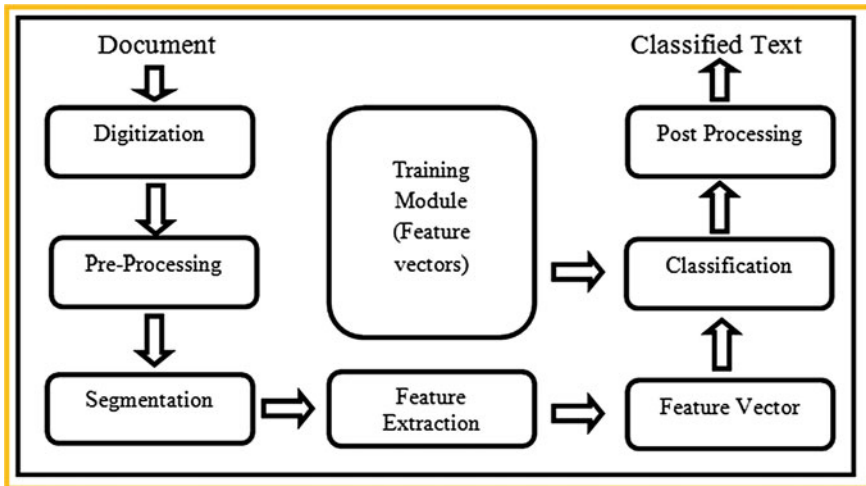 Document
Digitization
Pre-Processing
Segmentation
Training
Module
(Feature
vectors)
Feature
Extraction
Classified Text
Post Processing
Classification
Feature Vector